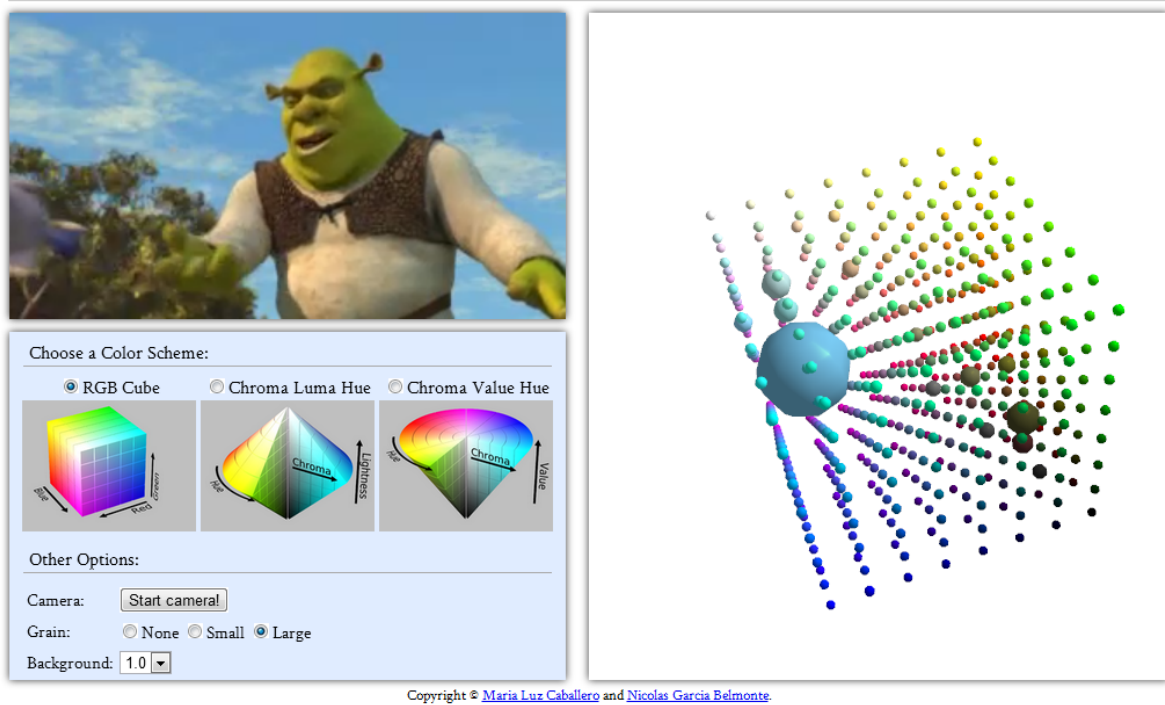 Choose a Color Scheme:
RGB Cube Chroma Luma Hue Chroma Value Hue
Blue Red Green Hue Chroma Lightness Hue Chroma Value
Other Options:
Camera: Start camera!
Grain: None Small Large
Background: 1.0
Copyright © Maria Luz Caballero and Nicolas Garcia Belmonte.